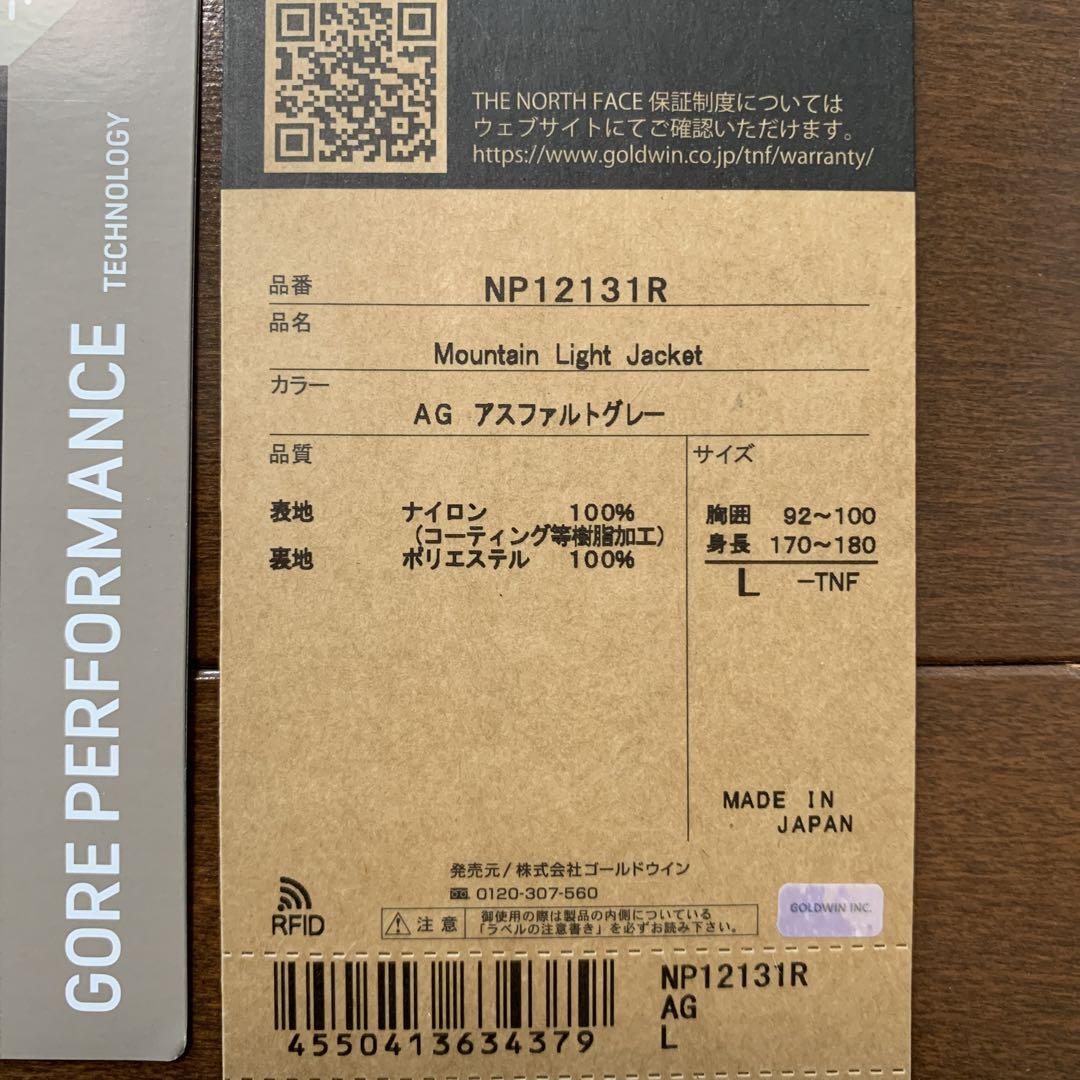 GORE PERFORMANCE TECHNOLOGY
THE NORTH FACE 保証制度については
ウェブサイトにてご確認いただけます。
https://www.goldwin.co.jp/tnf/warranty/
品番 NP12131R
品名
Mountain Light Jacket
カラー
AG アスファルトグレー
品質
表地 ナイロン 100%
(コーティング等樹脂加工)
裏地 ポリエステル 100%
サイズ
胸囲 92〜100
身長 170〜180
L -TNF
MADE IN
JAPAN
発売元/株式会社ゴールドウイン
0120-307-560
RFID
注意 御使用の際は製品の内側についている
「ラベルの注意書き」を必ずお読み下さい。
GOLDWIN INC.
4550413634379
NP12131R
AG
L